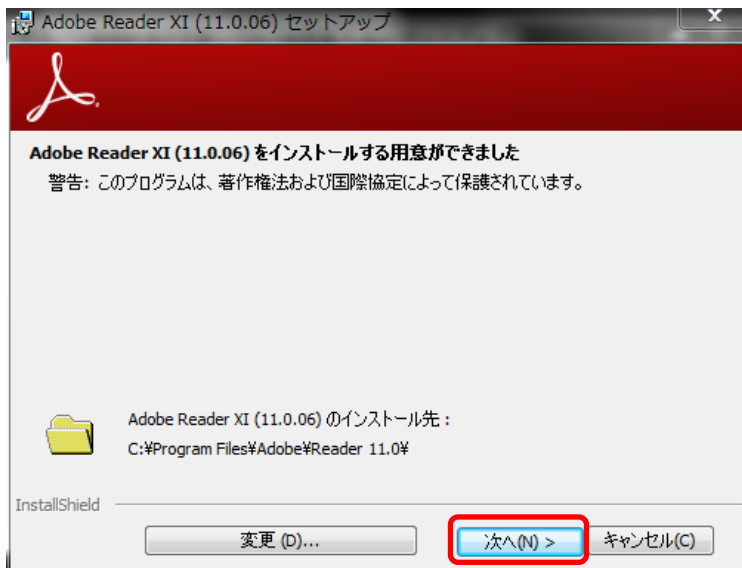 Adobe Reader XI (11.0.06) セットアップ
Adobe Reader XI (11.0.06) をインストールする用意ができました
警告: このプログラムは、著作権法および国際協定によって保護されています。
Adobe Reader XI (11.0.06) のインストール先 :
C:¥Program Files¥Adobe¥Reader 11.0¥
InstallShield
変更 (D)... 次へ(N) > キャンセル(C)